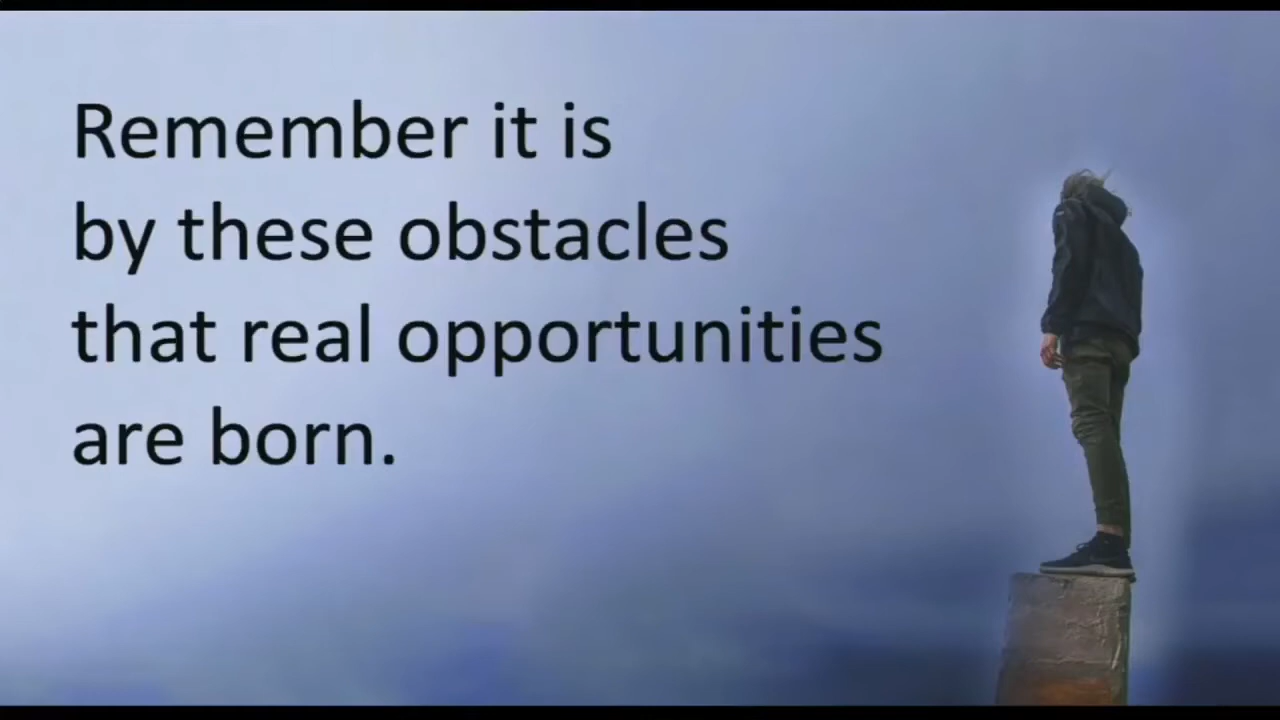 Remember it is
by these obstacles
that real opportunities
are born.